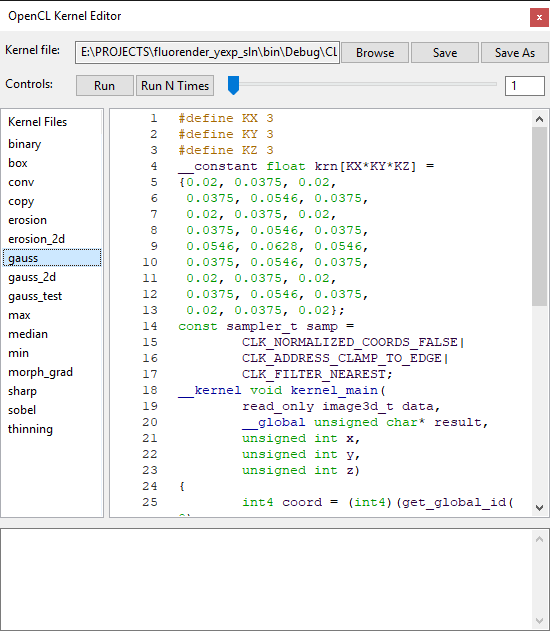 OpenCL Kernel Editor
Kernel file: E:\PROJECTS\fluorender_yexp_sln\bin\Debug\CL Browse Save Save As
Controls: Run Run N Times 1
Kernel Files
binary
box
conv
copy
erosion
erosion_2d
gauss
gauss_2d
gauss_test
max
median
min
morph_grad
sharp
sobel
thinning
1 #define KX 3
2 #define KY 3
3 #define KZ 3
4 __constant float krn[KX*KY*KZ] =
5 {0.02, 0.0375, 0.02,
6 0.0375, 0.0546, 0.0375,
7 0.02, 0.0375, 0.02,
8 0.0375, 0.0546, 0.0375,
9 0.0546, 0.0628, 0.0546,
10 0.0375, 0.0546, 0.0375,
11 0.02, 0.0375, 0.02,
12 0.0375, 0.0546, 0.0375,
13 0.02, 0.0375, 0.02};
14 const sampler_t samp =
15 CLK_NORMALIZED_COORDS_FALSE|
16 CLK_ADDRESS_CLAMP_TO_EDGE|
17 CLK_FILTER_NEAREST;
18 __kernel void kernel_main(
19 read_only image3d_t data,
20 __global unsigned char* result,
21 unsigned int x,
22 unsigned int y,
23 unsigned int z)
24 {
25 int4 coord = (int4)(get_global_id(